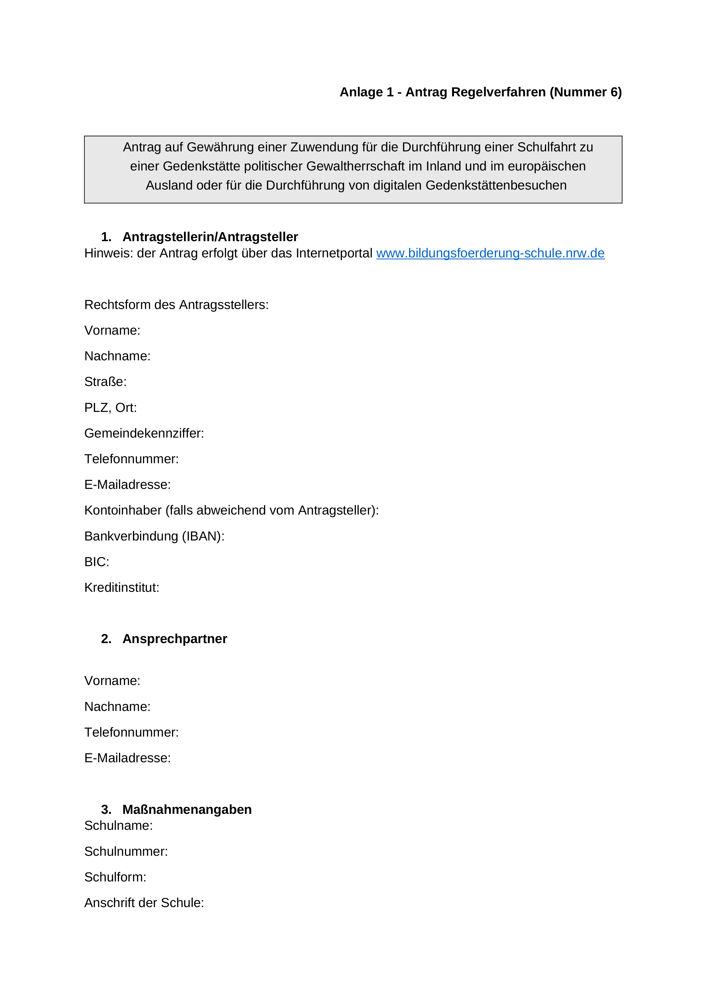 Anlage 1 - Antrag Regelverfahren (Nummer 6)
Antrag auf Gewährung einer Zuwendung für die Durchführung einer Schulfahrt zu
einer Gedenkstätte politischer Gewaltherrschaft im Inland und im europäischen
Ausland oder für die Durchführung von digitalen Gedenkstättenbesuchen
1. Antragstellerin/Antragsteller
Hinweis: der Antrag erfolgt über das Internetportal www.bildungsfoerderung-schule.nrw.de
Rechtsform des Antragsstellers:
Vorname:
Nachname:
Straße:
PLZ, Ort:
Gemeindekennziffer:
Telefonnummer:
E-Mailadresse:
Kontoinhaber (falls abweichend vom Antragsteller):
Bankverbindung (IBAN):
BIC:
Kreditinstitut:
2. Ansprechpartner
Vorname:
Nachname:
Telefonnummer:
E-Mailadresse:
3. Maßnahmenangaben
Schulname:
Schulnummer:
Schulform:
Anschrift der Schule: